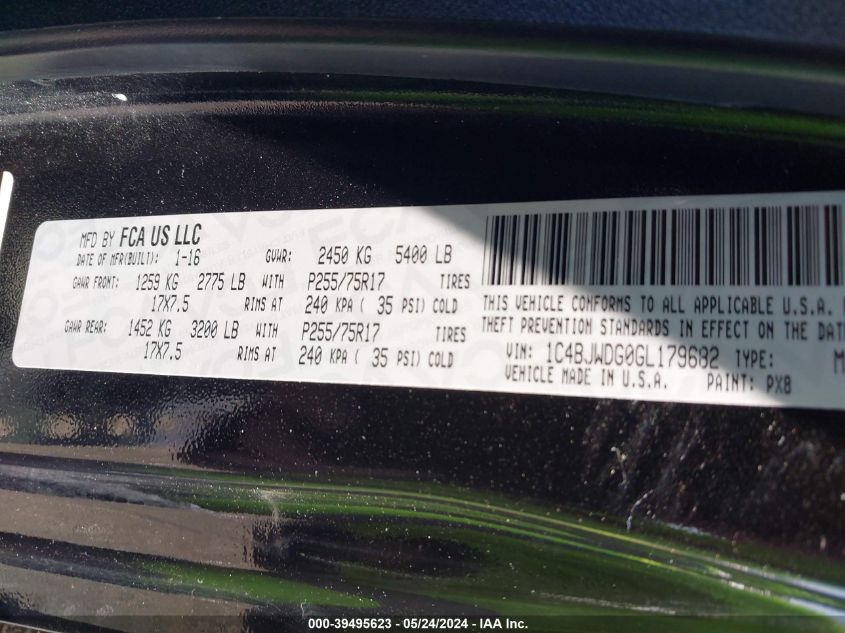 MFD BY FCA US LLC
DATE OF MFR(BUILT): 1-16 GVWR: 2450 KG 5400 LB
GAWR FRONT: 1259 KG 2775 LB WITH P255/75R17 TIRES
17X7.5 RIMS AT 240 KPA ( 35 PSI) COLD
GAWR REAR: 1452 KG 3200 LB WITH P255/75R17 TIRES
17X7.5 RIMS AT 240 KPA ( 35 PSI) COLD
THIS VEHICLE CONFORMS TO ALL APPLICABLE U.S.A.
THEFT PREVENTION STANDARDS IN EFFECT ON THE DAT
VIN: 1C4BJWDG0GL179682 TYPE: M
VEHICLE MADE IN U.S.A. PAINT: PX8
000-39495623 - 05/24/2024 - IAA Inc.